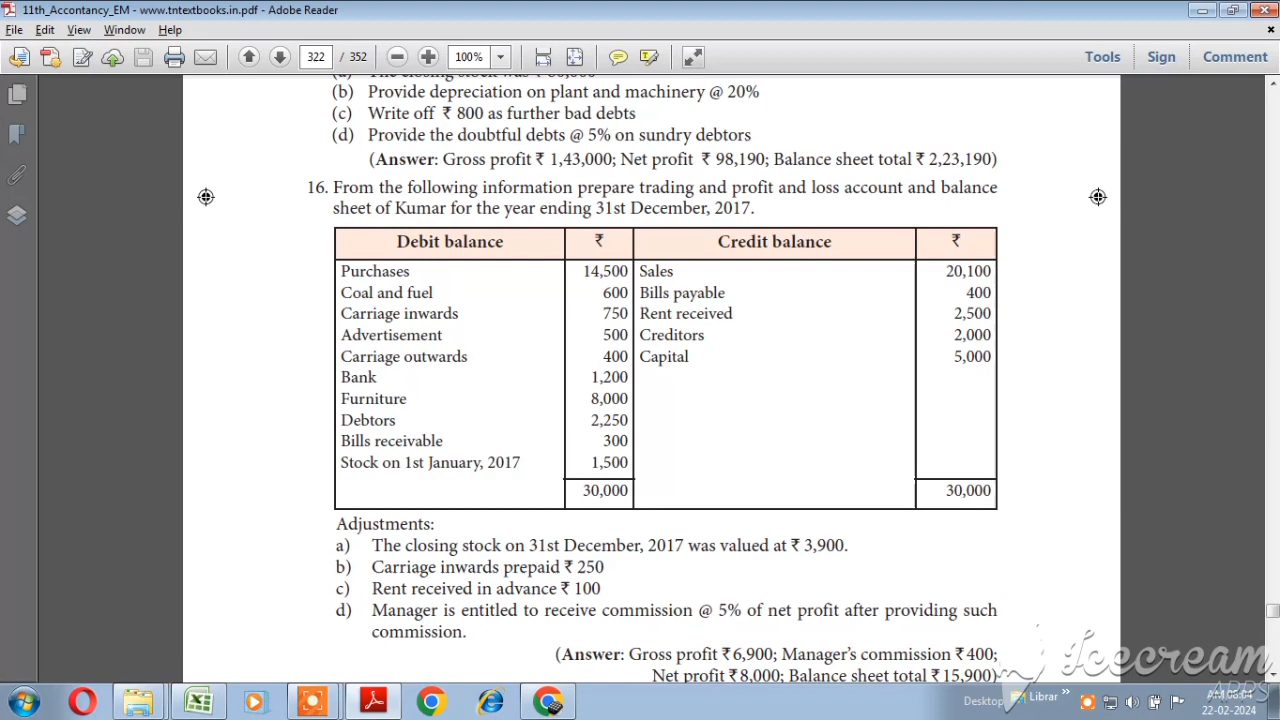 11th_Accontancy_EM - www.tntextbooks.in.pdf - Adobe Reader
File Edit View Window Help
322 / 352 100% Tools Sign Comment
(b) Provide depreciation on plant and machinery @ 20%
(c) Write off ₹ 800 as further bad debts
(d) Provide the doubtful debts @ 5% on sundry debtors
(Answer: Gross profit ₹ 1,43,000; Net profit ₹ 98,190; Balance sheet total ₹ 2,23,190)
16. From the following information prepare trading and profit and loss account and balance
sheet of Kumar for the year ending 31st December, 2017.
Debit balance ₹ Credit balance ₹
Purchases 14,500 Sales 20,100
Coal and fuel 600 Bills payable 400
Carriage inwards 750 Rent received 2,500
Advertisement 500 Creditors 2,000
Carriage outwards 400 Capital 5,000
Bank 1,200
Furniture 8,000
Debtors 2,250
Bills receivable 300
Stock on 1st January, 2017 1,500
30,000 30,000
Adjustments:
a) The closing stock on 31st December, 2017 was valued at ₹ 3,900.
b) Carriage inwards prepaid ₹ 250
c) Rent received in advance ₹ 100
d) Manager is entitled to receive commission @ 5% of net profit after providing such
commission.
(Answer: Gross profit ₹ 6,900; Manager's commission ₹ 400;
Net profit ₹ 8,000; Balance sheet total ₹ 15,900)
Icecream
APPS
Desktop Librar » AM 08:04
22-02-2024